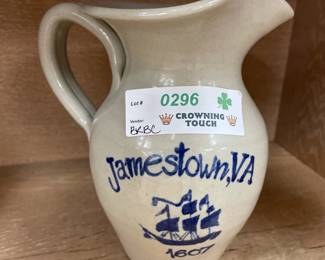 Lot # 0296
Vendor: BRBC CROWNING TOUCH
Jamestown, VA
1607